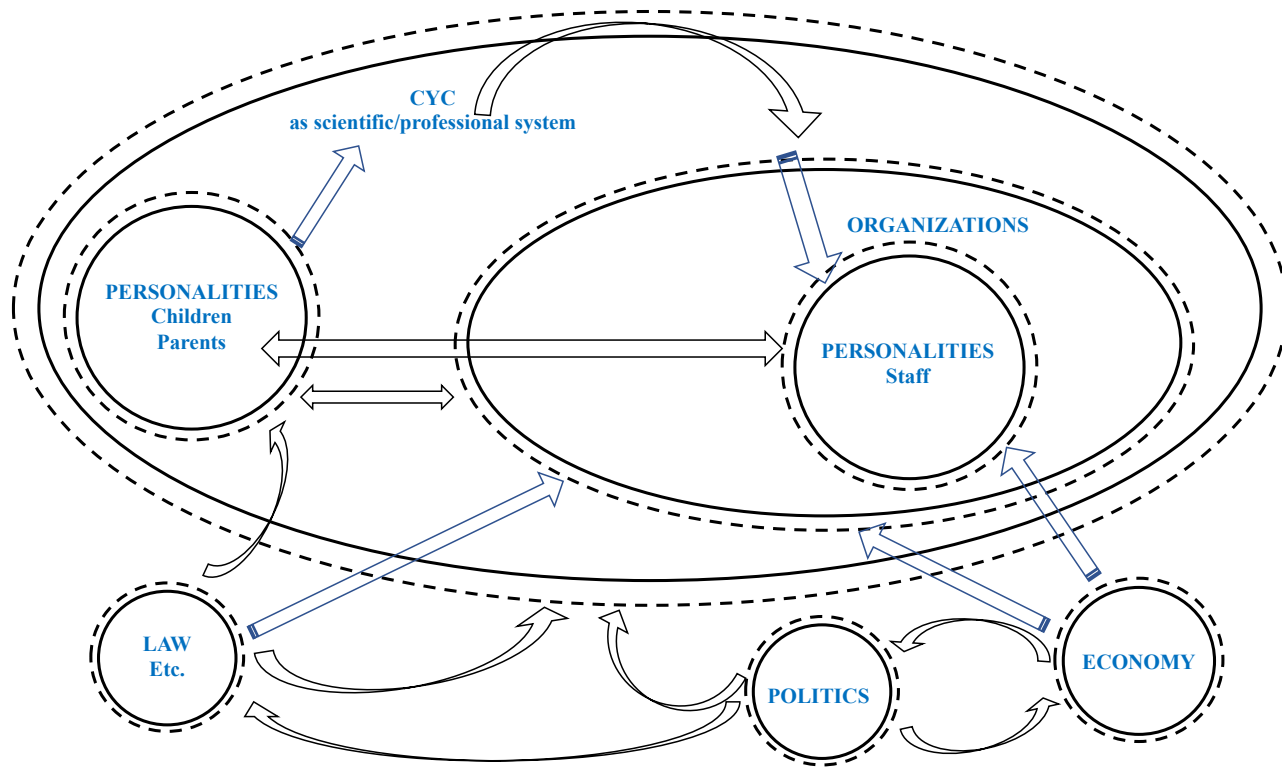 CYC
as scientific/professional system
ORGANIZATIONS
PERSONALITIES
Children
Parents
PERSONALITIES
Staff
LAW
Etc.
POLITICS
ECONOMY